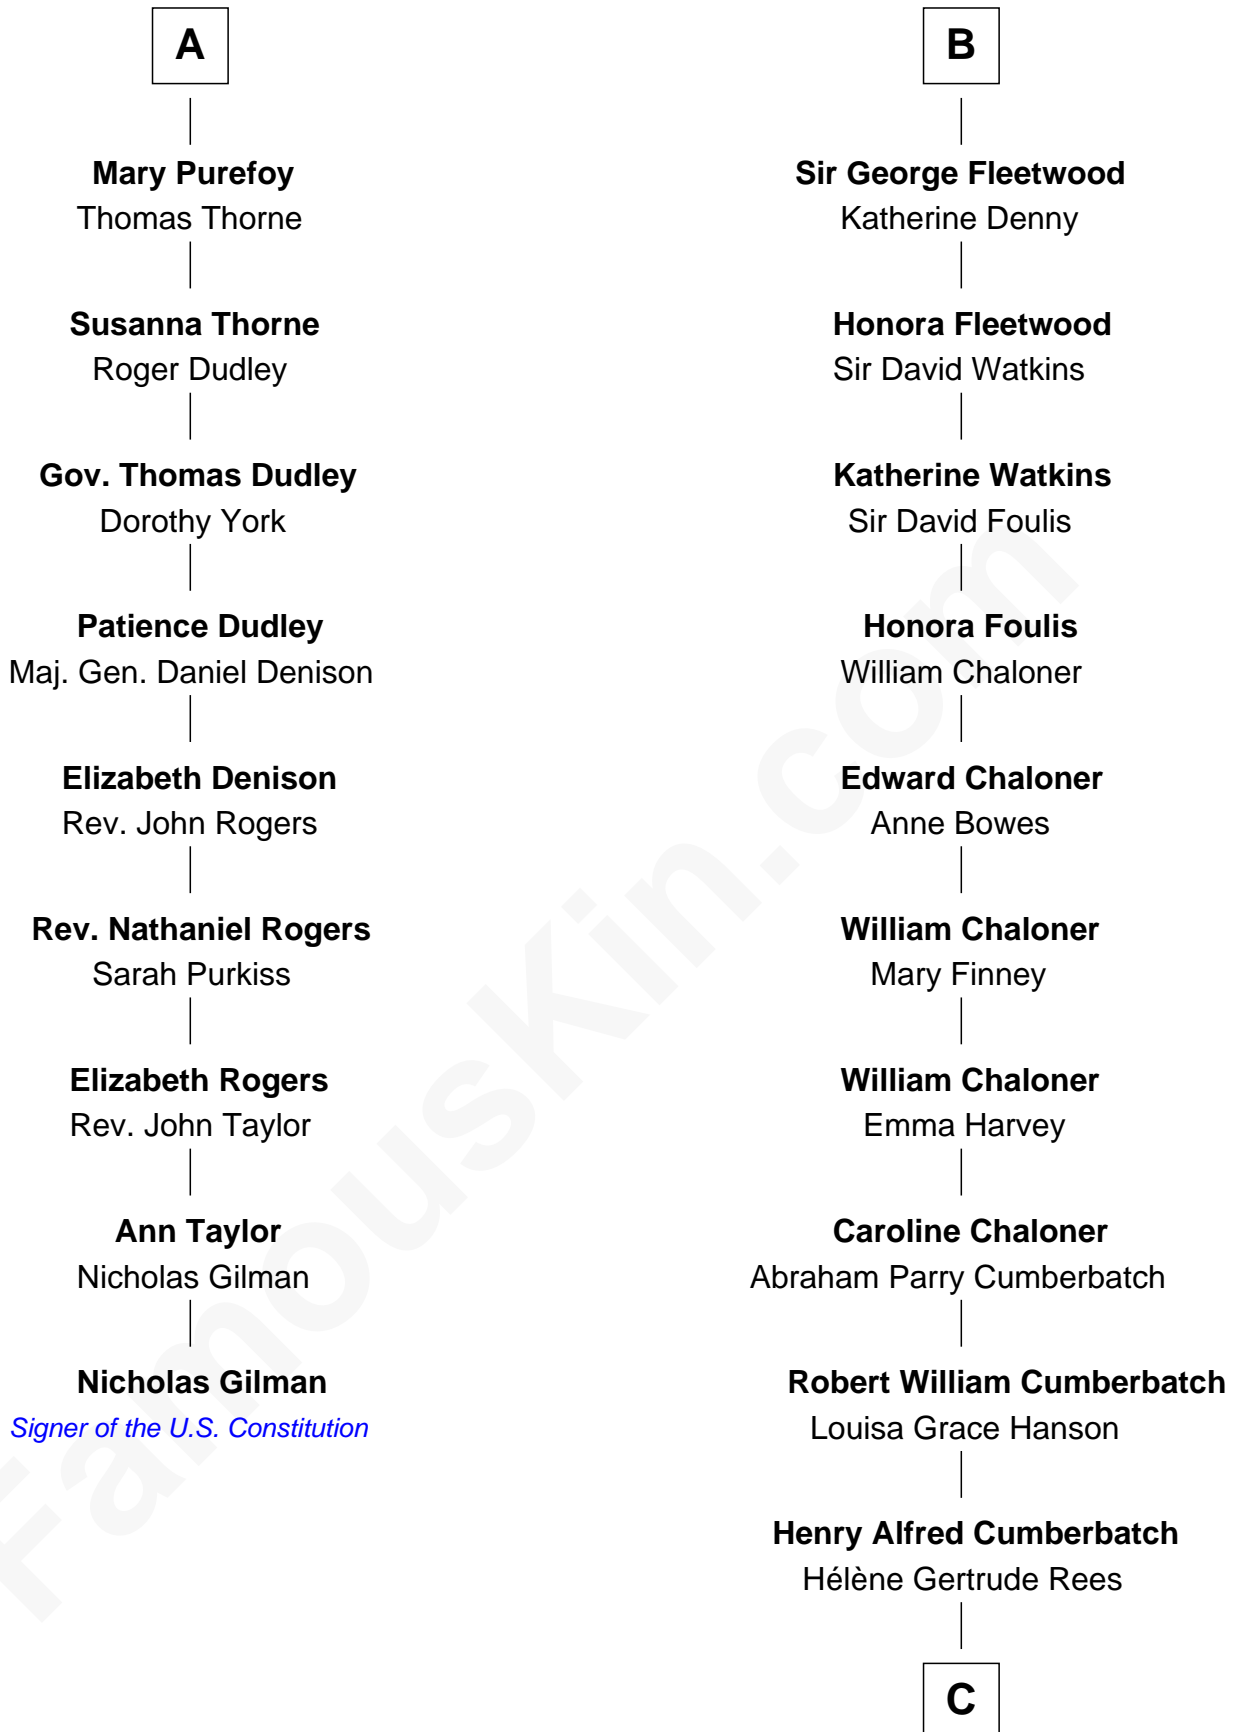 A
Mary Purefoy
Thomas Thorne
Susanna Thorne
Roger Dudley
Gov. Thomas Dudley
Dorothy York
Patience Dudley
Maj. Gen. Daniel Denison
Elizabeth Denison
Rev. John Rogers
Rev. Nathaniel Rogers
Sarah Purkiss
Elizabeth Rogers
Rev. John Taylor
Ann Taylor
Nicholas Gilman
Nicholas Gilman
Signer of the U.S. Constitution
B
Sir George Fleetwood
Katherine Denny
Honora Fleetwood
Sir David Watkins
Katherine Watkins
Sir David Foulis
Honora Foulis
William Chaloner
Edward Chaloner
Anne Bowes
William Chaloner
Mary Finney
William Chaloner
Emma Harvey
Caroline Chaloner
Abraham Parry Cumberbatch
Robert William Cumberbatch
Louisa Grace Hanson
Henry Alfred Cumberbatch
Hélène Gertrude Rees
C
FamousKin.com